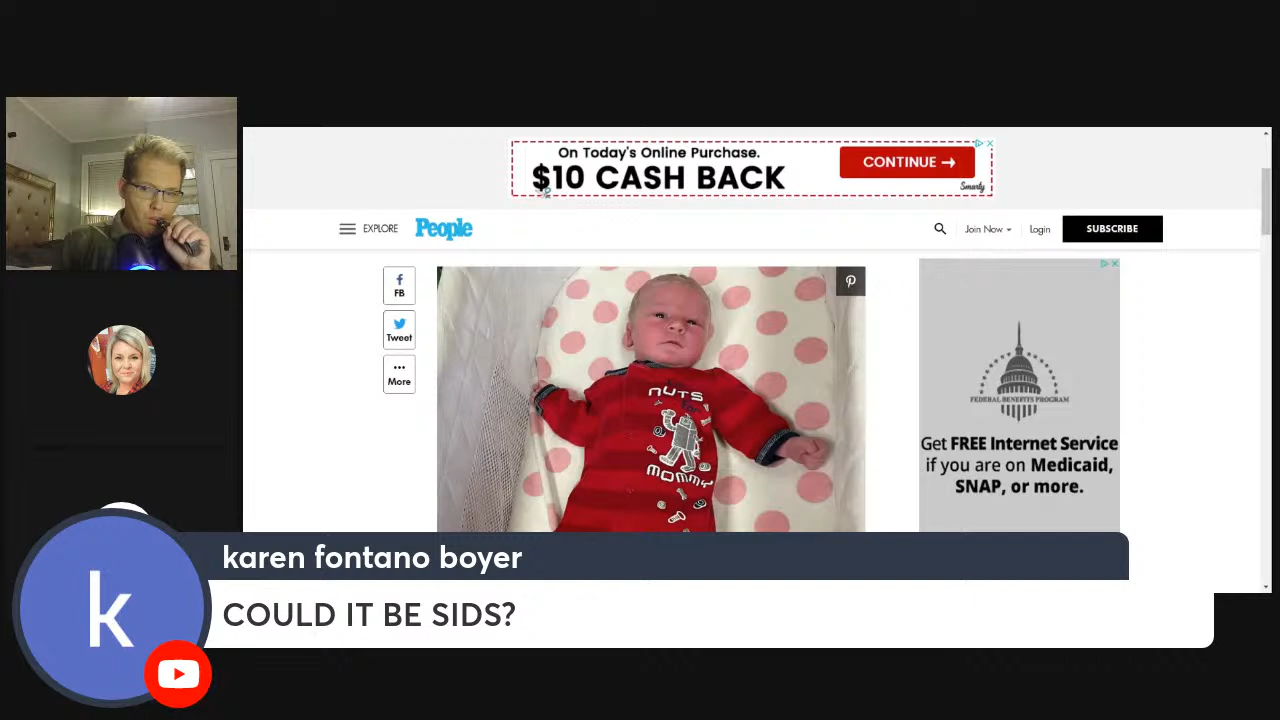 On Today's Online Purchase.
$10 CASH BACK
CONTINUE →
Smarty
EXPLORE
People
Join Now
Login
SUBSCRIBE
FB
Tweet
More
NUTS
MOMMY
FEDERAL BENEFITS PROGRAM
Get FREE Internet Service
if you are on Medicaid,
SNAP, or more.
k
karen fontano boyer
COULD IT BE SIDS?